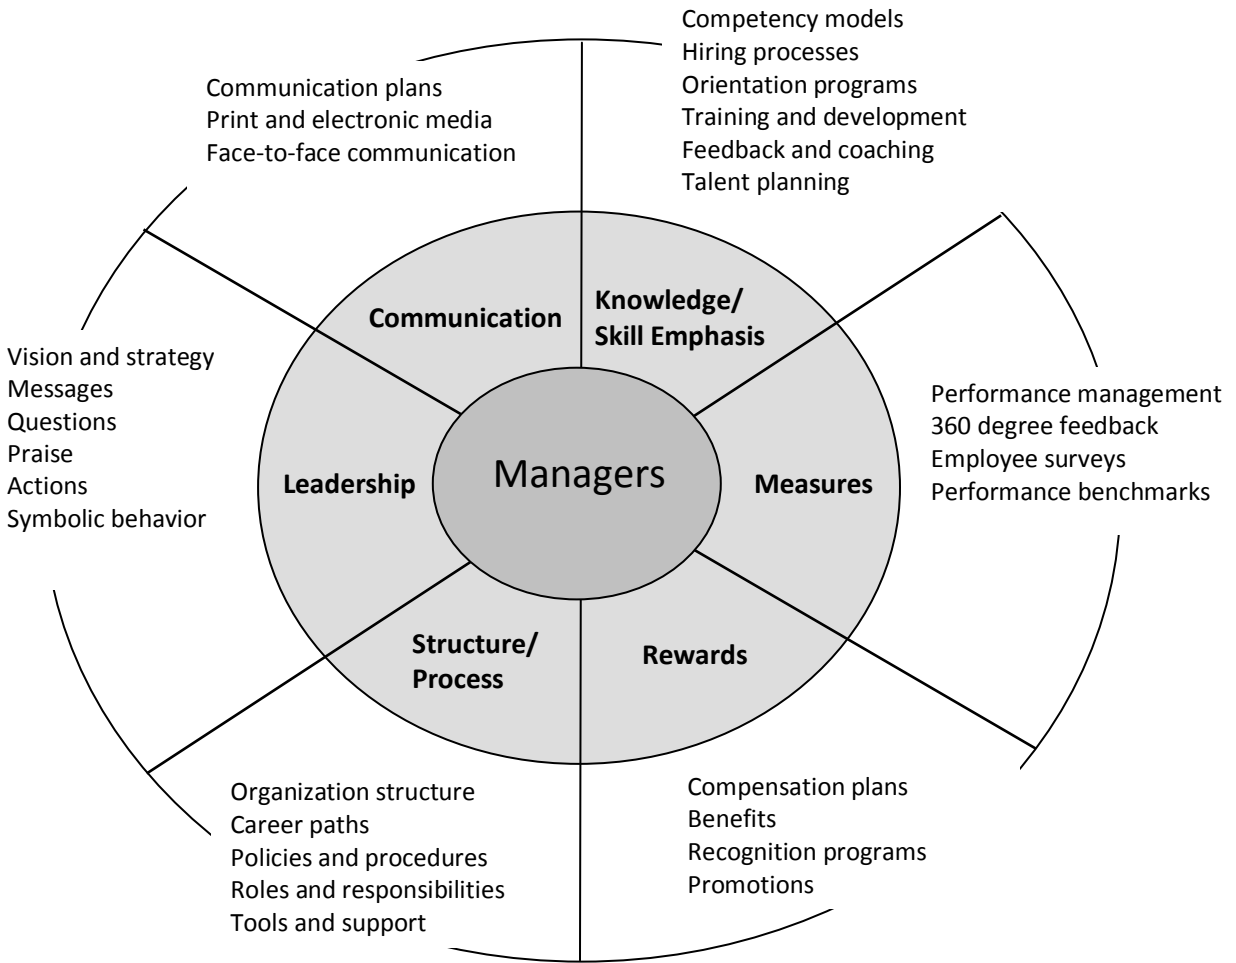 Competency models
Hiring processes
Orientation programs
Training and development
Feedback and coaching
Talent planning
Communication plans
Print and electronic media
Face-to-face communication
Knowledge/
Skill Emphasis
Communication
Vision and strategy
Messages
Questions
Praise
Actions
Symbolic behavior
Leadership
Managers
Measures
Performance management
360 degree feedback
Employee surveys
Performance benchmarks
Structure/
Process
Rewards
Organization structure
Career paths
Policies and procedures
Roles and responsibilities
Tools and support
Compensation plans
Benefits
Recognition programs
Promotions